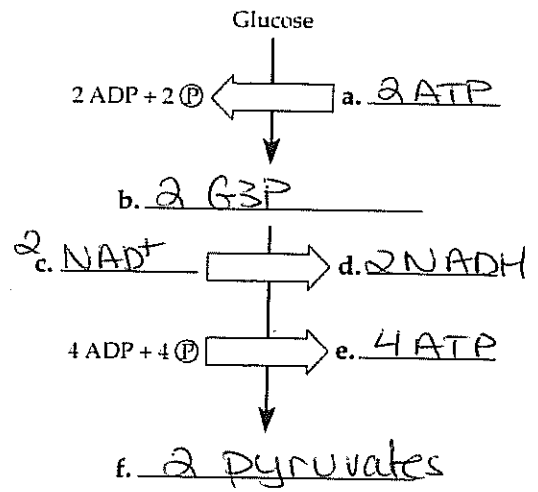 Glucose
2 ADP + 2 Ⓟ a. 2 ATP
b. 2 G3P
2 c. NAD+ d. 2 NADH
4 ADP + 4 Ⓟ e. 4 ATP
f. 2 pyruvates